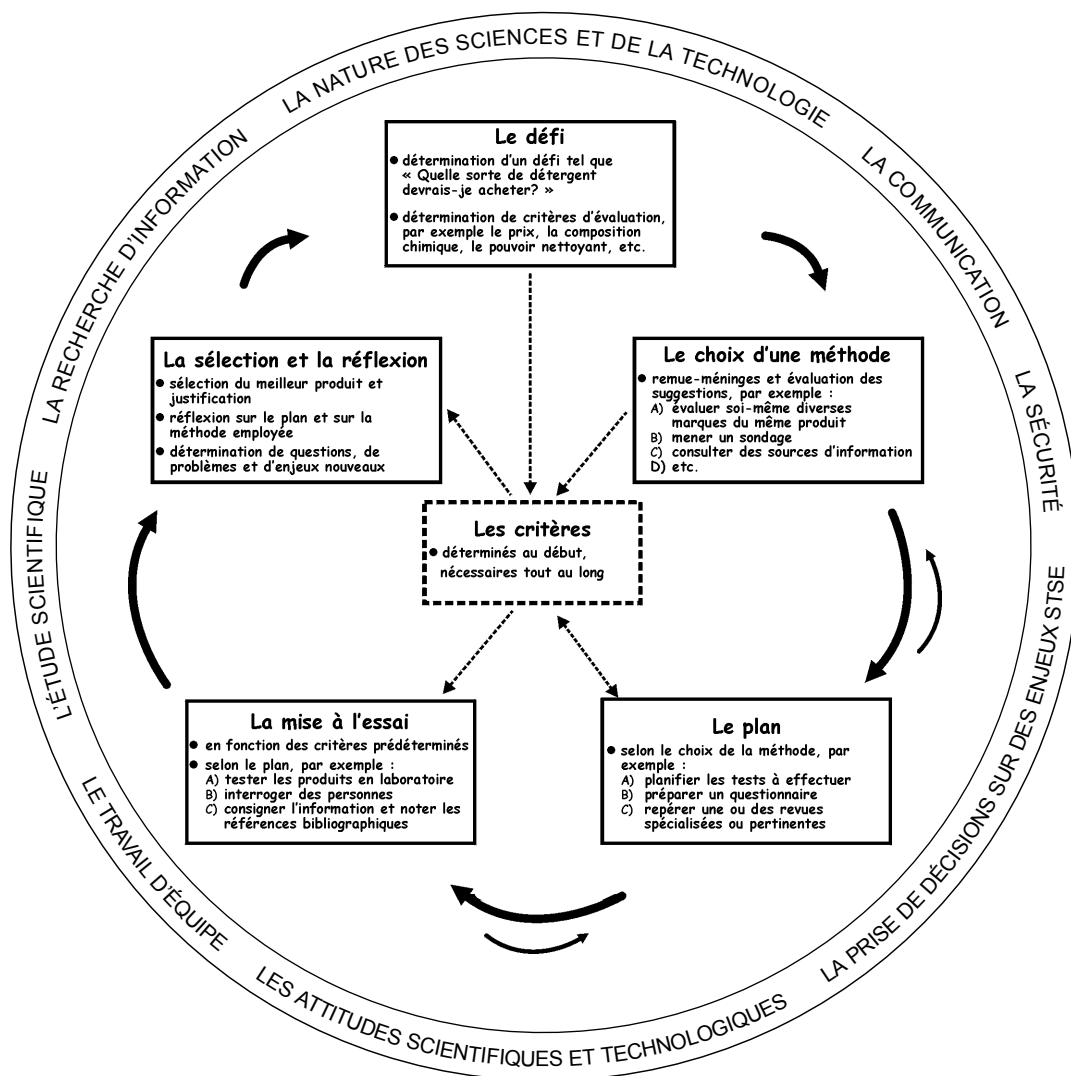 LA NATURE DES SCIENCES ET DE LA TECHNOLOGIE
LA COMMUNICATION
LA SÉCURITÉ
LA PRISE DE DÉCISIONS SUR DES ENJEUX STSE
LES ATTITUDES SCIENTIFIQUES ET TECHNOLOGIQUES
LE TRAVAIL D'ÉQUIPE
L'ÉTUDE SCIENTIFIQUE
LA RECHERCHE D'INFORMATION
Le défi
● détermination d'un défi tel que
« Quelle sorte de détergent
devrais-je acheter? »
● détermination de critères d'évaluation,
par exemple le prix, la composition
chimique, le pouvoir nettoyant, etc.
Le choix d'une méthode
● remue-méninges et évaluation des
suggestions, par exemple :
A) évaluer soi-même diverses
marques du même produit
B) mener un sondage
C) consulter des sources d'information
D) etc.
Le plan
● selon le choix de la méthode, par
exemple :
A) planifier les tests à effectuer
B) préparer un questionnaire
C) repérer une ou des revues
spécialisées ou pertinentes
La mise à l'essai
● en fonction des critères prédéterminés
● selon le plan, par exemple :
A) tester les produits en laboratoire
B) interroger des personnes
C) consigner l'information et noter les
références bibliographiques
La sélection et la réflexion
● sélection du meilleur produit et
justification
● réflexion sur le plan et sur la
méthode employée
● détermination de questions, de
problèmes et d'enjeux nouveaux
Les critères
● déterminés au début,
nécessaires tout au long